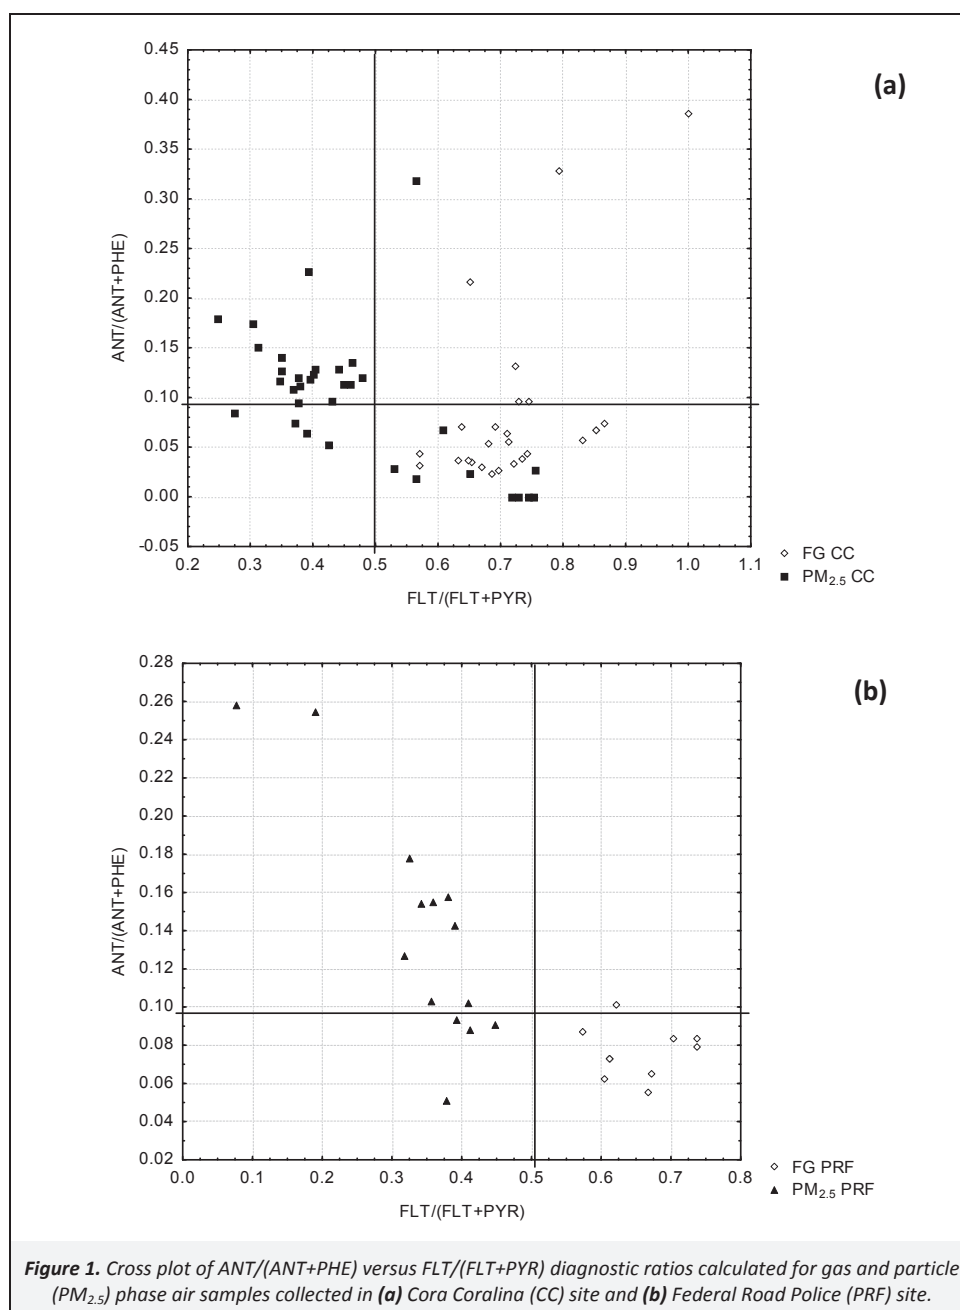 (a)
0.45
0.40
0.35
0.30
0.25
0.20
0.15
0.10
0.05
0.00
-0.05
ANT/(ANT+PHE)
0.2 0.3 0.4 0.5 0.6 0.7 0.8 0.9 1.0 1.1
FLT/(FLT+PYR)
FG CC
PM2.5 CC
(b)
0.28
0.26
0.24
0.22
0.20
0.18
0.16
0.14
0.12
0.10
0.08
0.06
0.04
0.02
ANT/(ANT+PHE)
0.0 0.1 0.2 0.3 0.4 0.5 0.6 0.7 0.8
FLT/(FLT+PYR)
FG PRF
PM2.5 PRF
Figure 1. Cross plot of ANT/(ANT+PHE) versus FLT/(FLT+PYR) diagnostic ratios calculated for gas and particle
(PM2.5) phase air samples collected in (a) Cora Coralina (CC) site and (b) Federal Road Police (PRF) site.